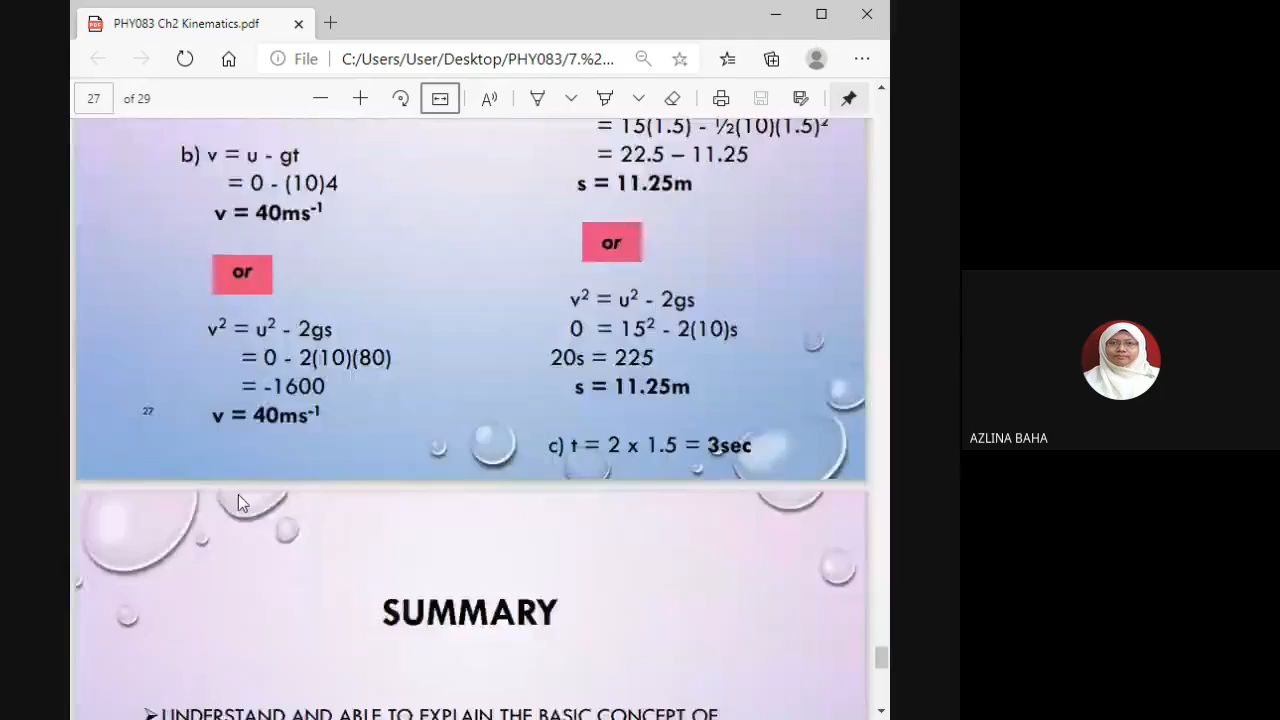 PHY083 Ch2 Kinematics.pdf
File C:/Users/User/Desktop/PHY083/7.%2...
27 of 29
= 15(1.5) - ½(10)(1.5)²
b) v = u - gt
= 22.5 – 11.25
= 0 - (10)4
s = 11.25m
v = 40ms⁻¹
or
or
v² = u² - 2gs
0 = 15² - 2(10)s
20s = 225
s = 11.25m
v² = u² - 2gs
= 0 - 2(10)(80)
= -1600
v = 40ms⁻¹
27
c) t = 2 x 1.5 = 3sec
SUMMARY
➢UNDERSTAND AND ABLE TO EXPLAIN THE BASIC CONCEPT OF
AZLINA BAHA